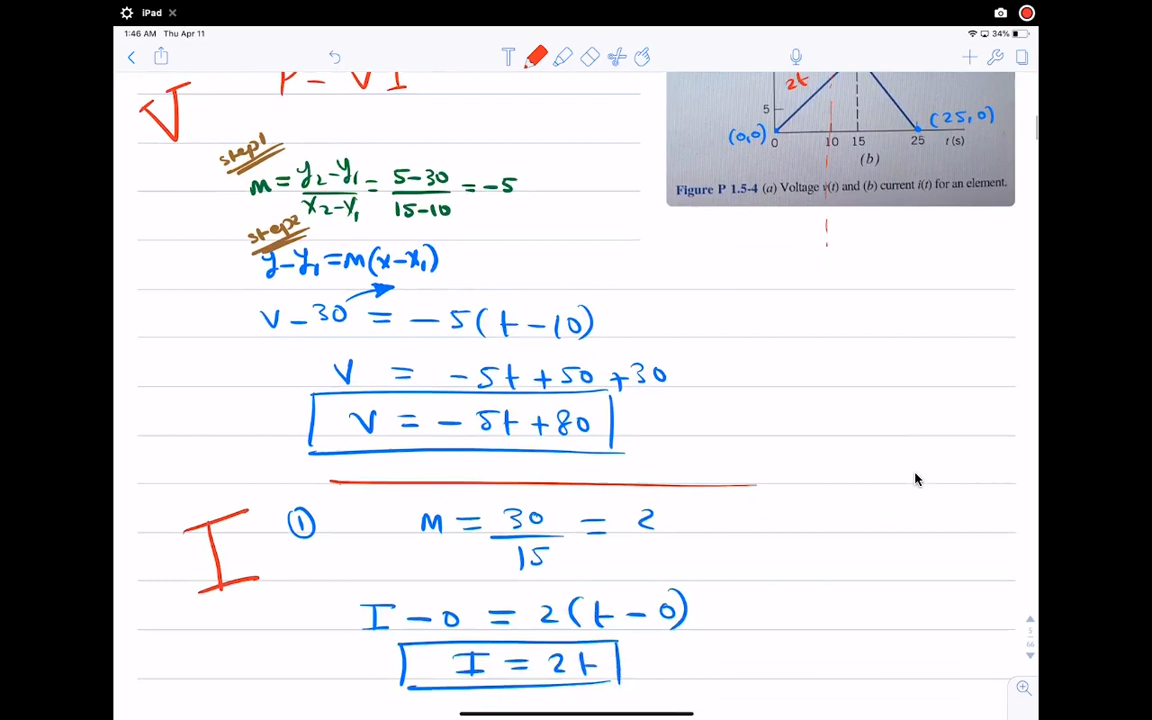 iPad
1:46 AM Thu Apr 11
34%
T
V
P = VI
2t
5
(0,0)
(25,0)
0 10 15 25 t(s)
(b)
Figure P 1.5-4 (a) Voltage v(t) and (b) current i(t) for an element.
step1
m = y2-y1/x2-y1 = 5-30/15-10 = -5
step2
y-y1 = m(x-x1)
V - 30 = -5(t-10)
V = -5t+50+30
V = -5t+80
I
① m = 30/15 = 2
I - 0 = 2(t-0)
I = 2t
5
66